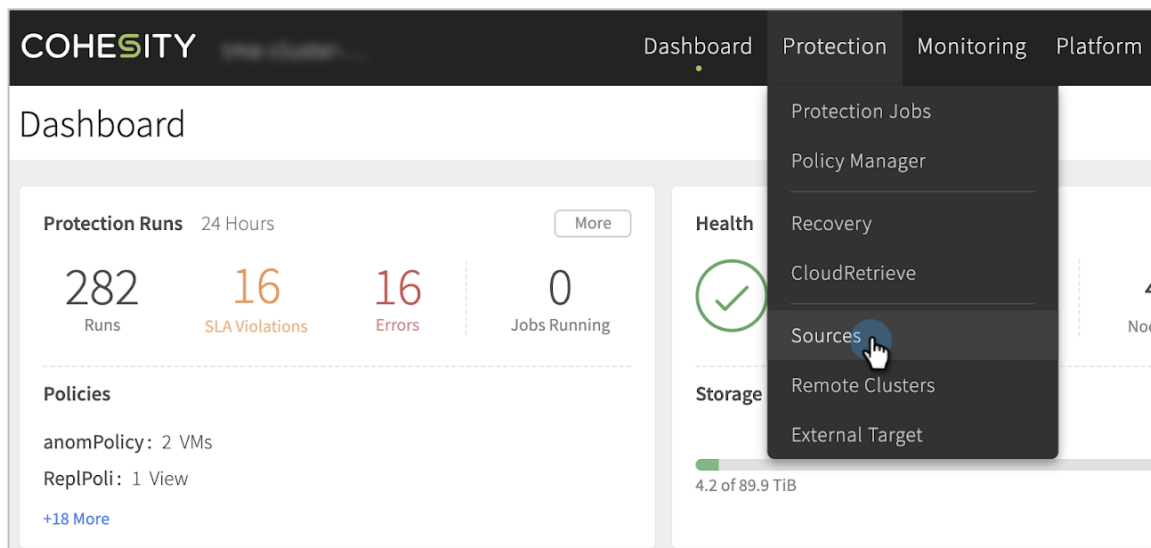 COHESITY
Dashboard Protection Monitoring Platform
Dashboard
Protection Jobs
Policy Manager
Recovery
CloudRetrieve
Sources
Remote Clusters
External Target
Protection Runs 24 Hours More
282 16 16 0
Runs SLA Violations Errors Jobs Running
Policies
anomPolicy: 2 VMs
ReplPoli: 1 View
+18 More
Health
Storage
4.2 of 89.9 TiB